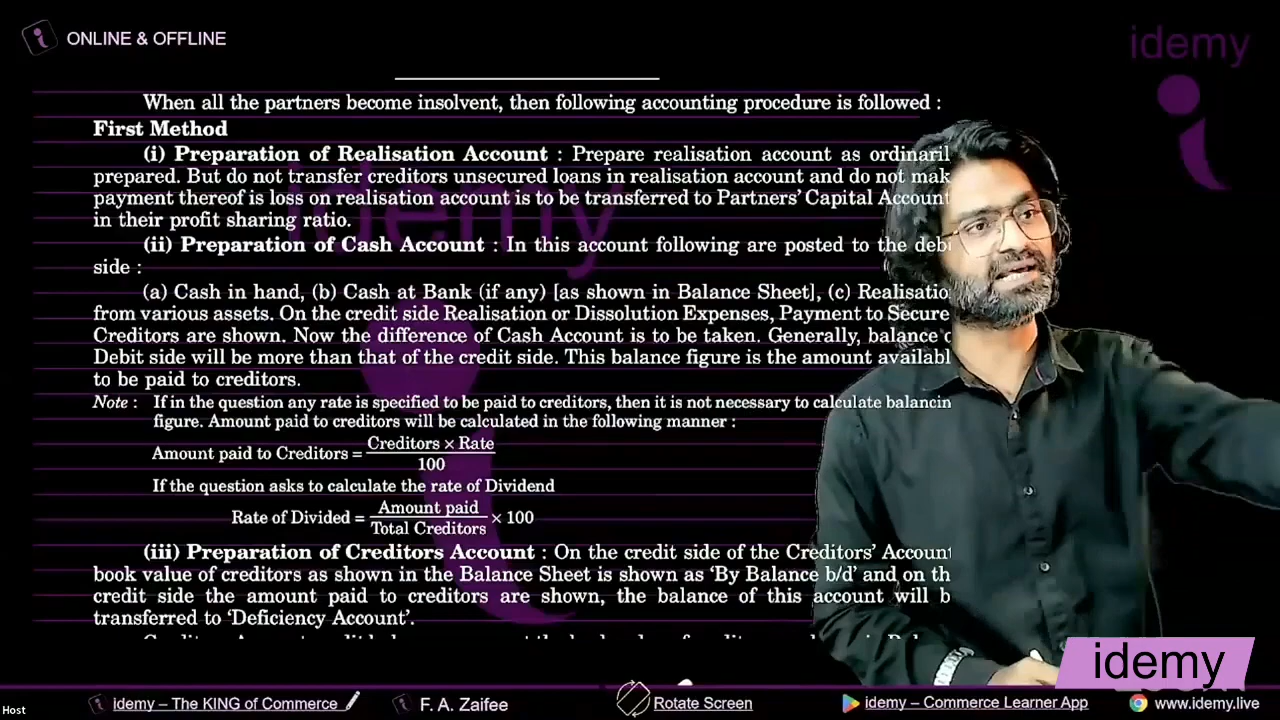 ONLINE & OFFLINE
idemy
When all the partners become insolvent, then following accounting procedure is followed :
First Method
(i) Preparation of Realisation Account : Prepare realisation account as ordinaril
prepared. But do not transfer creditors unsecured loans in realisation account and do not mak
payment thereof is loss on realisation account is to be transferred to Partners' Capital Account
in their profit sharing ratio.
(ii) Preparation of Cash Account : In this account following are posted to the deb
side :
(a) Cash in hand, (b) Cash at Bank (if any) [as shown in Balance Sheet], (c) Realisatio
from various assets. On the credit side Realisation or Dissolution Expenses, Payment to Secure
Creditors are shown. Now the difference of Cash Account is to be taken. Generally, balance o
Debit side will be more than that of the credit side. This balance figure is the amount availabl
to be paid to creditors.
Note : If in the question any rate is specified to be paid to creditors, then it is not necessary to calculate balancin
figure. Amount paid to creditors will be calculated in the following manner :
Amount paid to Creditors = Creditors × Rate
100
If the question asks to calculate the rate of Dividend
Rate of Divided = Amount paid
Total Creditors × 100
(iii) Preparation of Creditors Account : On the credit side of the Creditors' Account
book value of creditors as shown in the Balance Sheet is shown as 'By Balance b/d' and on th
credit side the amount paid to creditors are shown, the balance of this account will b
transferred to 'Deficiency Account'.
idemy
Host
idemy – The KING of Commerce
F. A. Zaifee
Rotate Screen
idemy – Commerce Learner App
www.idemy.live